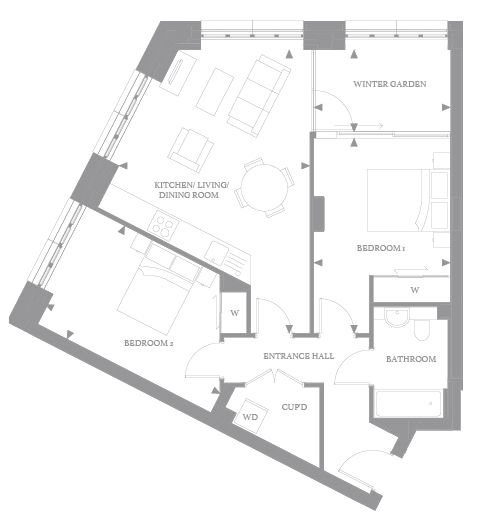 WINTER GARDEN
KITCHEN/ LIVING/
DINING ROOM
BEDROOM 1
W
W
BEDROOM 2
ENTRANCE HALL
BATHROOM
CUP'D
WD